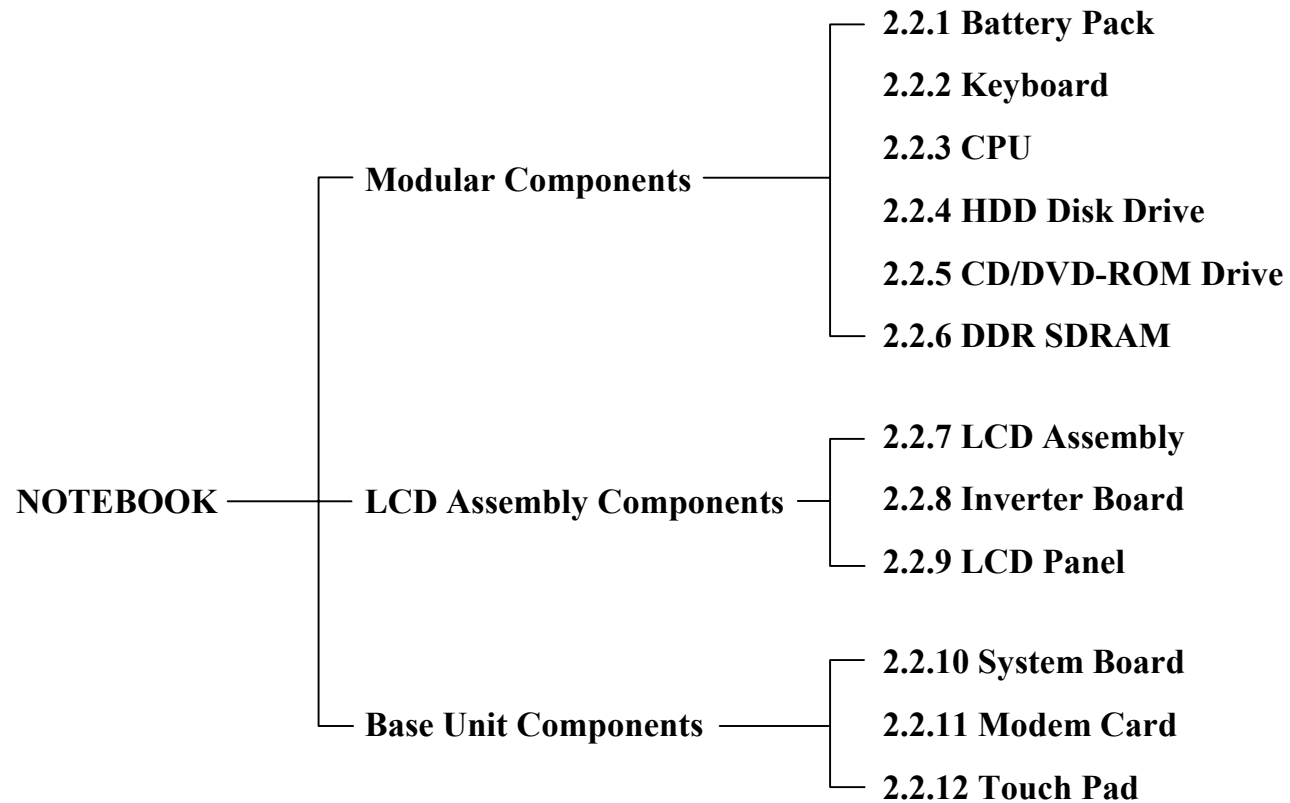 NOTEBOOK
Modular Components
2.2.1 Battery Pack
2.2.2 Keyboard
2.2.3 CPU
2.2.4 HDD Disk Drive
2.2.5 CD/DVD-ROM Drive
2.2.6 DDR SDRAM
LCD Assembly Components
2.2.7 LCD Assembly
2.2.8 Inverter Board
2.2.9 LCD Panel
Base Unit Components
2.2.10 System Board
2.2.11 Modem Card
2.2.12 Touch Pad